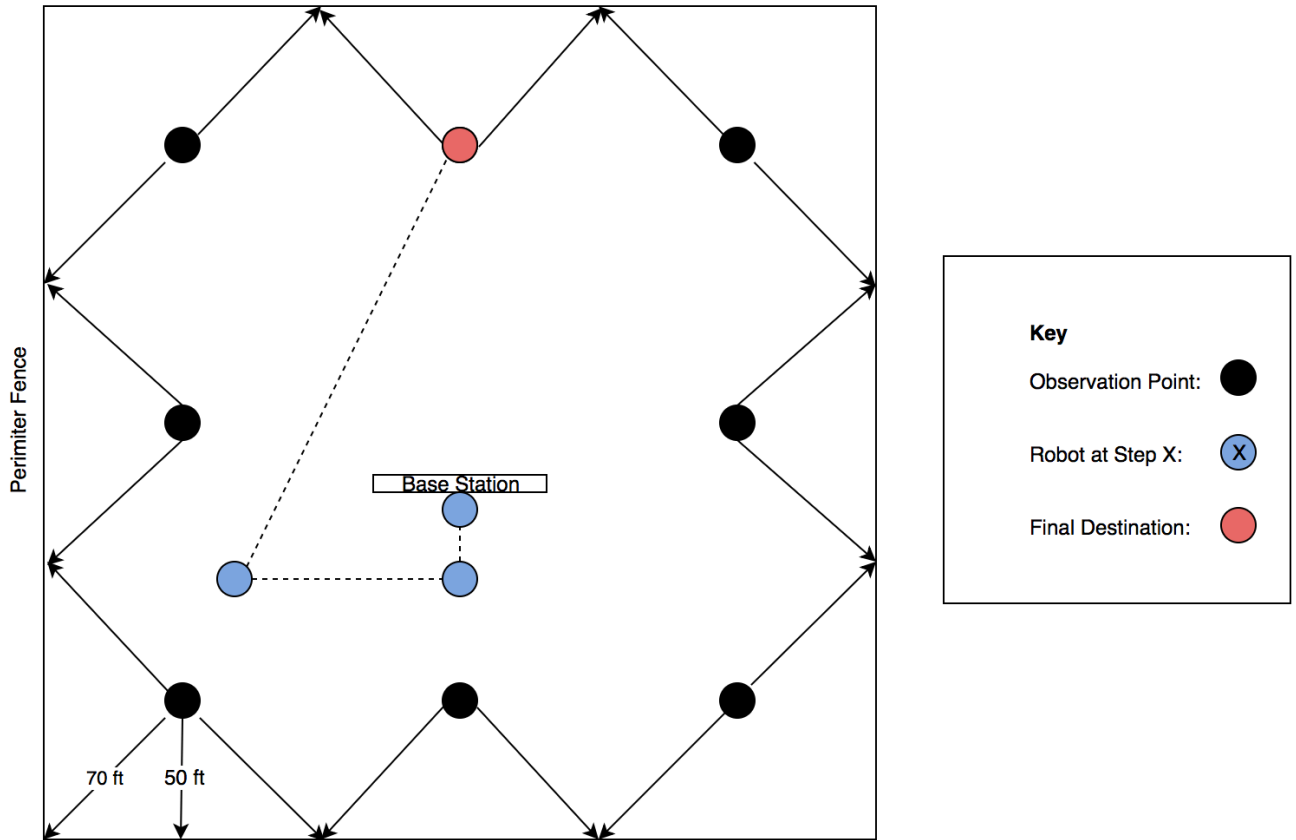 Perimiter Fence
Base Station
70 ft
50 ft
Key
Observation Point:
Robot at Step X:
X
Final Destination: